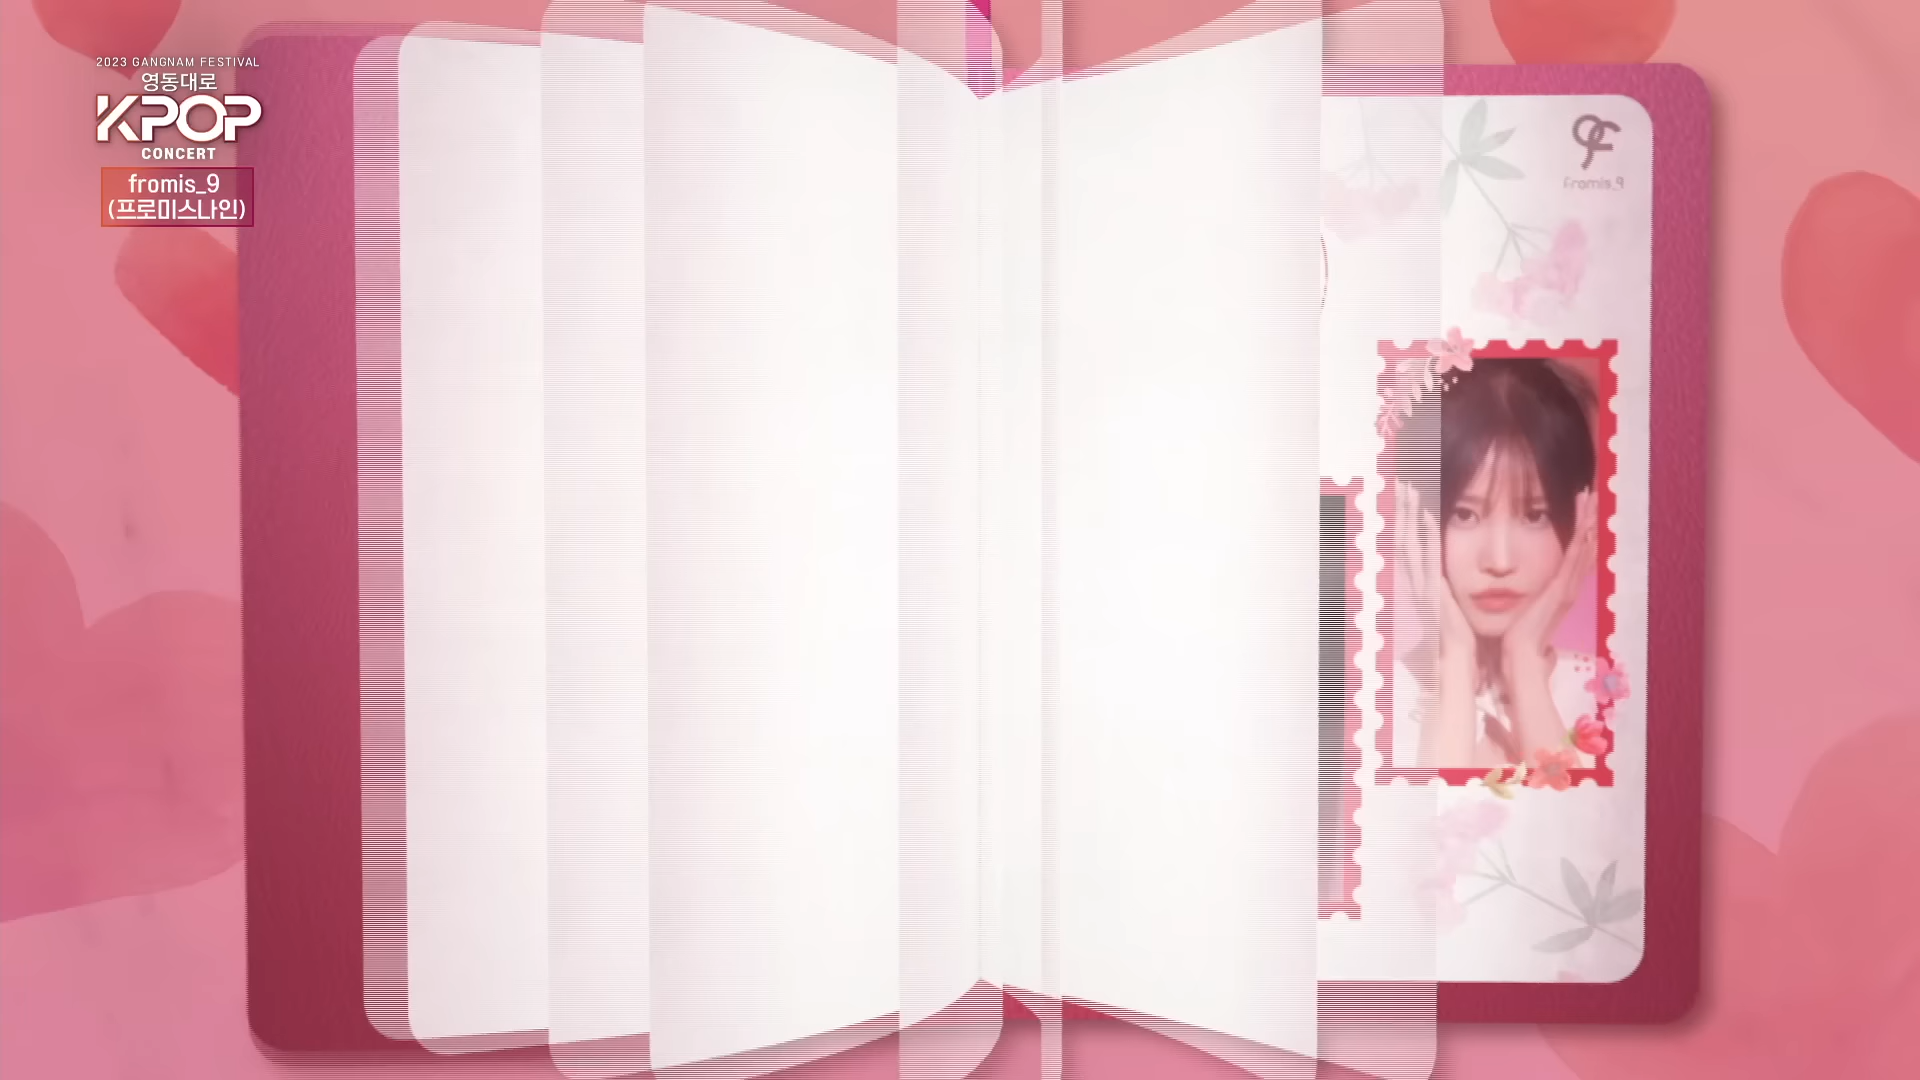 2023 GANGNAM FESTIVAL
영동대로
KPOP
CONCERT
fromis_9
(프로미스나인)
fromis_9